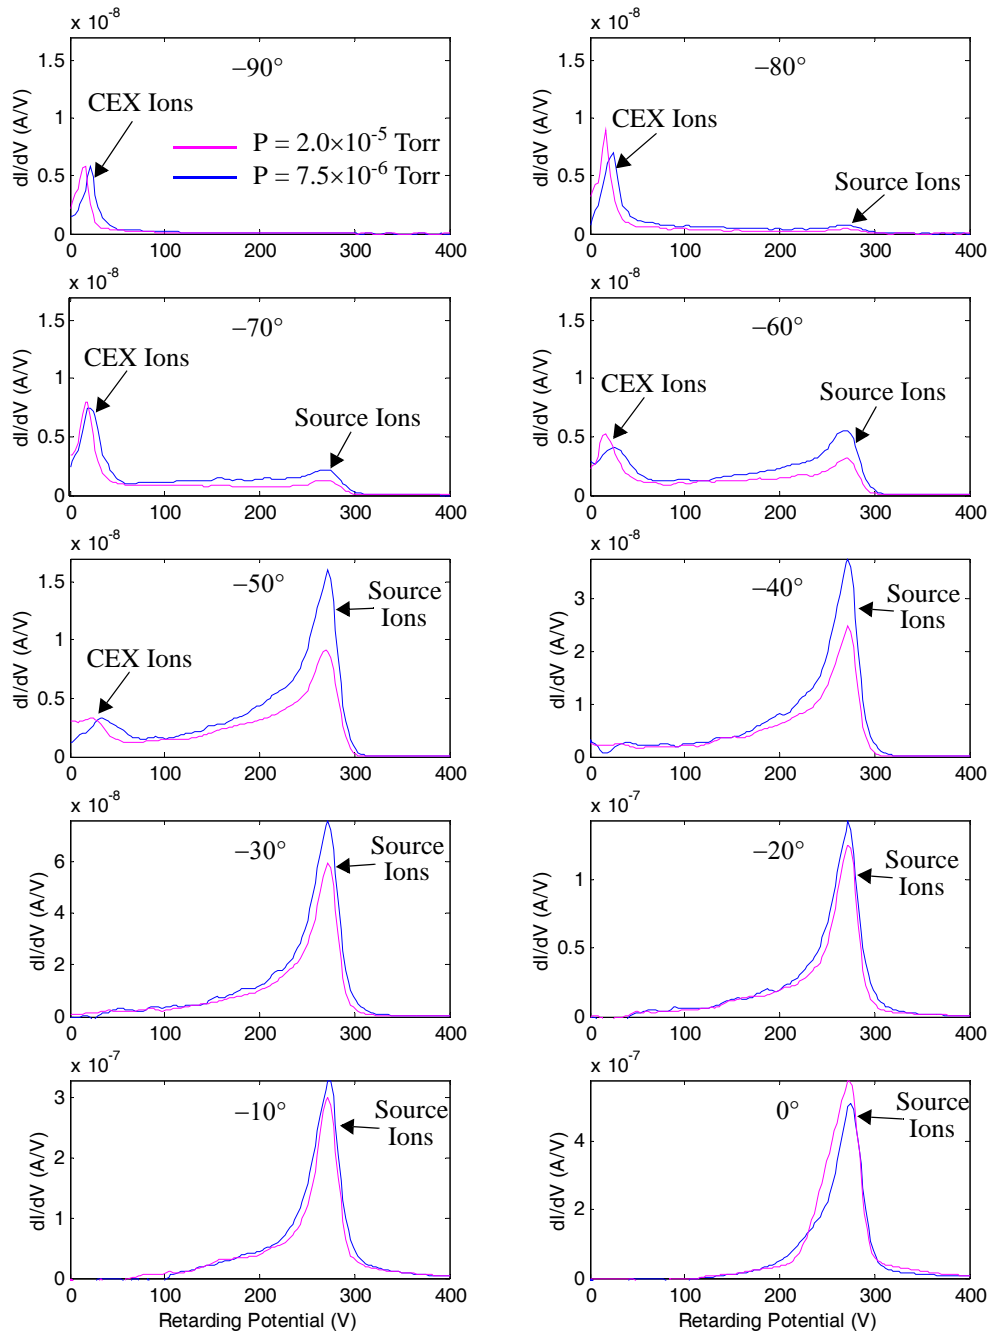 x 10-8
1.5
1
0.5
0
0 100 200 300 400
dI/dV (A/V)
−90°
CEX Ions
P = 2.0×10-5 Torr
P = 7.5×10-6 Torr
x 10-8
1.5
1
0.5
0
0 100 200 300 400
dI/dV (A/V)
−80°
CEX Ions
Source Ions
x 10-8
1.5
1
0.5
0
0 100 200 300 400
dI/dV (A/V)
−70°
CEX Ions
Source Ions
x 10-8
1.5
1
0.5
0
0 100 200 300 400
dI/dV (A/V)
−60°
CEX Ions
Source Ions
x 10-8
1.5
1
0.5
0
0 100 200 300 400
dI/dV (A/V)
−50°
CEX Ions
Source
Ions
x 10-8
3
2
1
0
0 100 200 300 400
dI/dV (A/V)
−40°
Source
Ions
x 10-8
6
4
2
0
0 100 200 300 400
dI/dV (A/V)
−30°
Source
Ions
x 10-7
1
0.5
0
0 100 200 300 400
dI/dV (A/V)
−20°
Source
Ions
x 10-7
3
2
1
0
0 100 200 300 400
dI/dV (A/V)
−10°
Source
Ions
Retarding Potential (V)
x 10-7
4
2
0
0 100 200 300 400
dI/dV (A/V)
0°
Source
Ions
Retarding Potential (V)